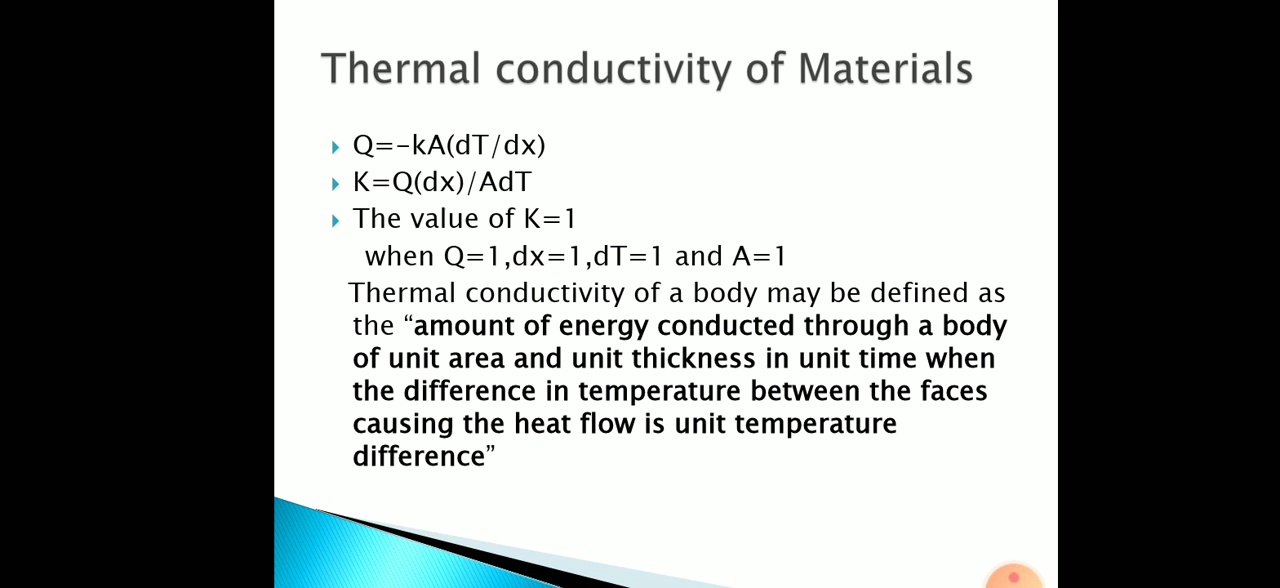 Thermal conductivity of Materials
Q=-kA(dT/dx)
K=Q(dx)/AdT
The value of K=1
when Q=1,dx=1,dT=1 and A=1
Thermal conductivity of a body may be defined as
the “amount of energy conducted through a body
of unit area and unit thickness in unit time when
the difference in temperature between the faces
causing the heat flow is unit temperature
difference”